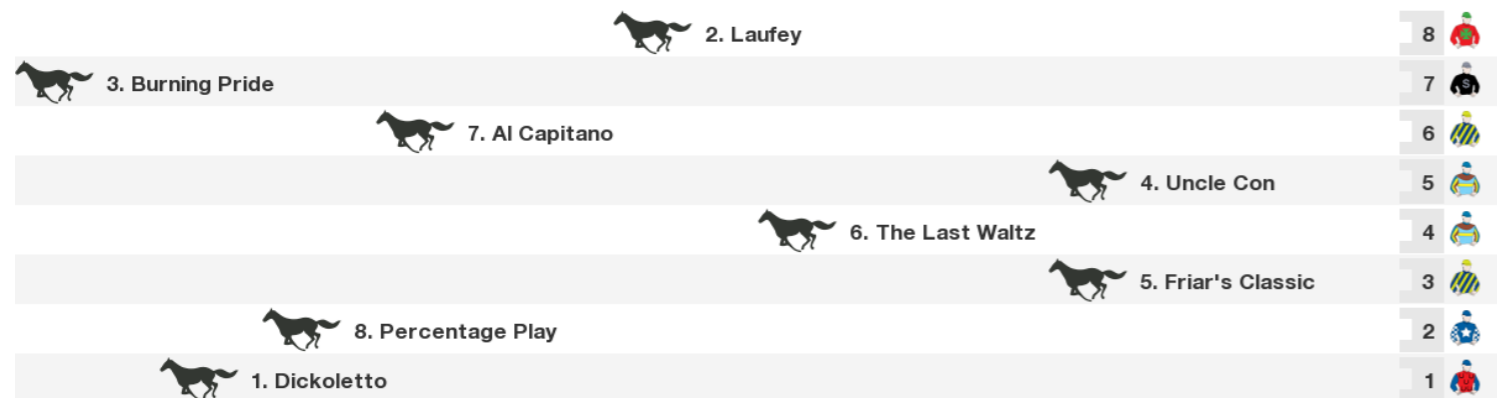 2. Laufey 8
3. Burning Pride 7 S
7. Al Capitano 6
4. Uncle Con 5
6. The Last Waltz 4
5. Friar's Classic 3
8. Percentage Play 2
1. Dickoletto 1